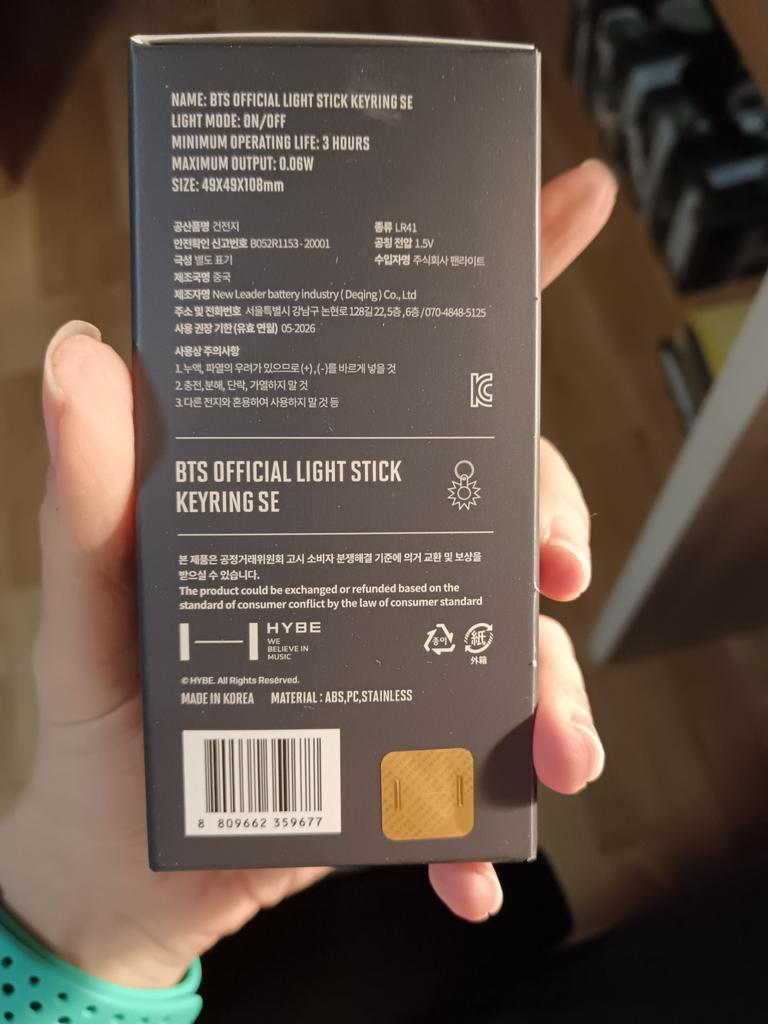 NAME: BTS OFFICIAL LIGHT STICK KEYRING SE
LIGHT MODE: ON/OFF
MINIMUM OPERATING LIFE: 3 HOURS
MAXIMUM OUTPUT: 0.06W
SIZE: 49X49X108mm
공산품명 건전지 종류 LR41
안전확인 신고번호 B052R1153-20001 공칭 전압 1.5V
극성 별도 표기 수입자명 주식회사 팬라이트
제조국명 중국
제조자명 New Leader battery industry ( Deqing ) Co., Ltd
주소 및 전화번호 서울특별시 강남구 논현로128길 22, 5층, 6층 / 070-4848-5125
사용 권장 기한 (유효 연월) 05-2026
사용상 주의사항
1. 누액, 파열의 우려가 있으므로 (+), (-)를 바르게 넣을 것
2. 충전, 분해, 단락, 가열하지 말 것
3. 다른 전지와 혼용하여 사용하지 말 것 등
BTS OFFICIAL LIGHT STICK
KEYRING SE
본 제품은 공정거래위원회 고시 소비자 분쟁해결 기준에 의거 교환 및 보상을
받으실 수 있습니다.
The product could be exchanged or refunded based on the
standard of consumer conflict by the law of consumer standard
HYBE
WE
BELIEVE IN
MUSIC
종이 紙
外箱
© HYBE. All Rights Reserved.
MADE IN KOREA MATERIAL : ABS,PC,STAINLESS
8 809662 359677